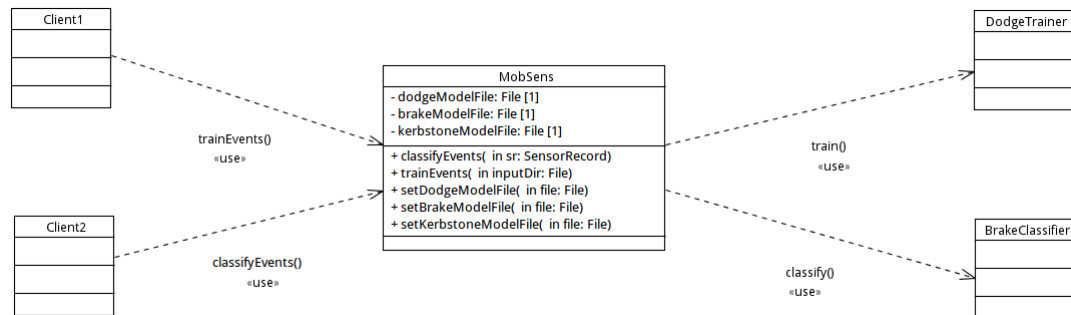 Client1
trainEvents()
«use»
Client2
classifyEvents()
«use»
MobSens
- dodgeModelFile: File [1]
- brakeModelFile: File [1]
- kerbstoneModelFile: File [1]
+ classifyEvents( in sr: SensorRecord)
+ trainEvents( in inputDir: File)
+ setDodgeModelFile( in file: File)
+ setBrakeModelFile( in file: File)
+ setKerbstoneModelFile( in file: File)
DodgeTrainer
train()
«use»
BrakeClassifier
classify()
«use»